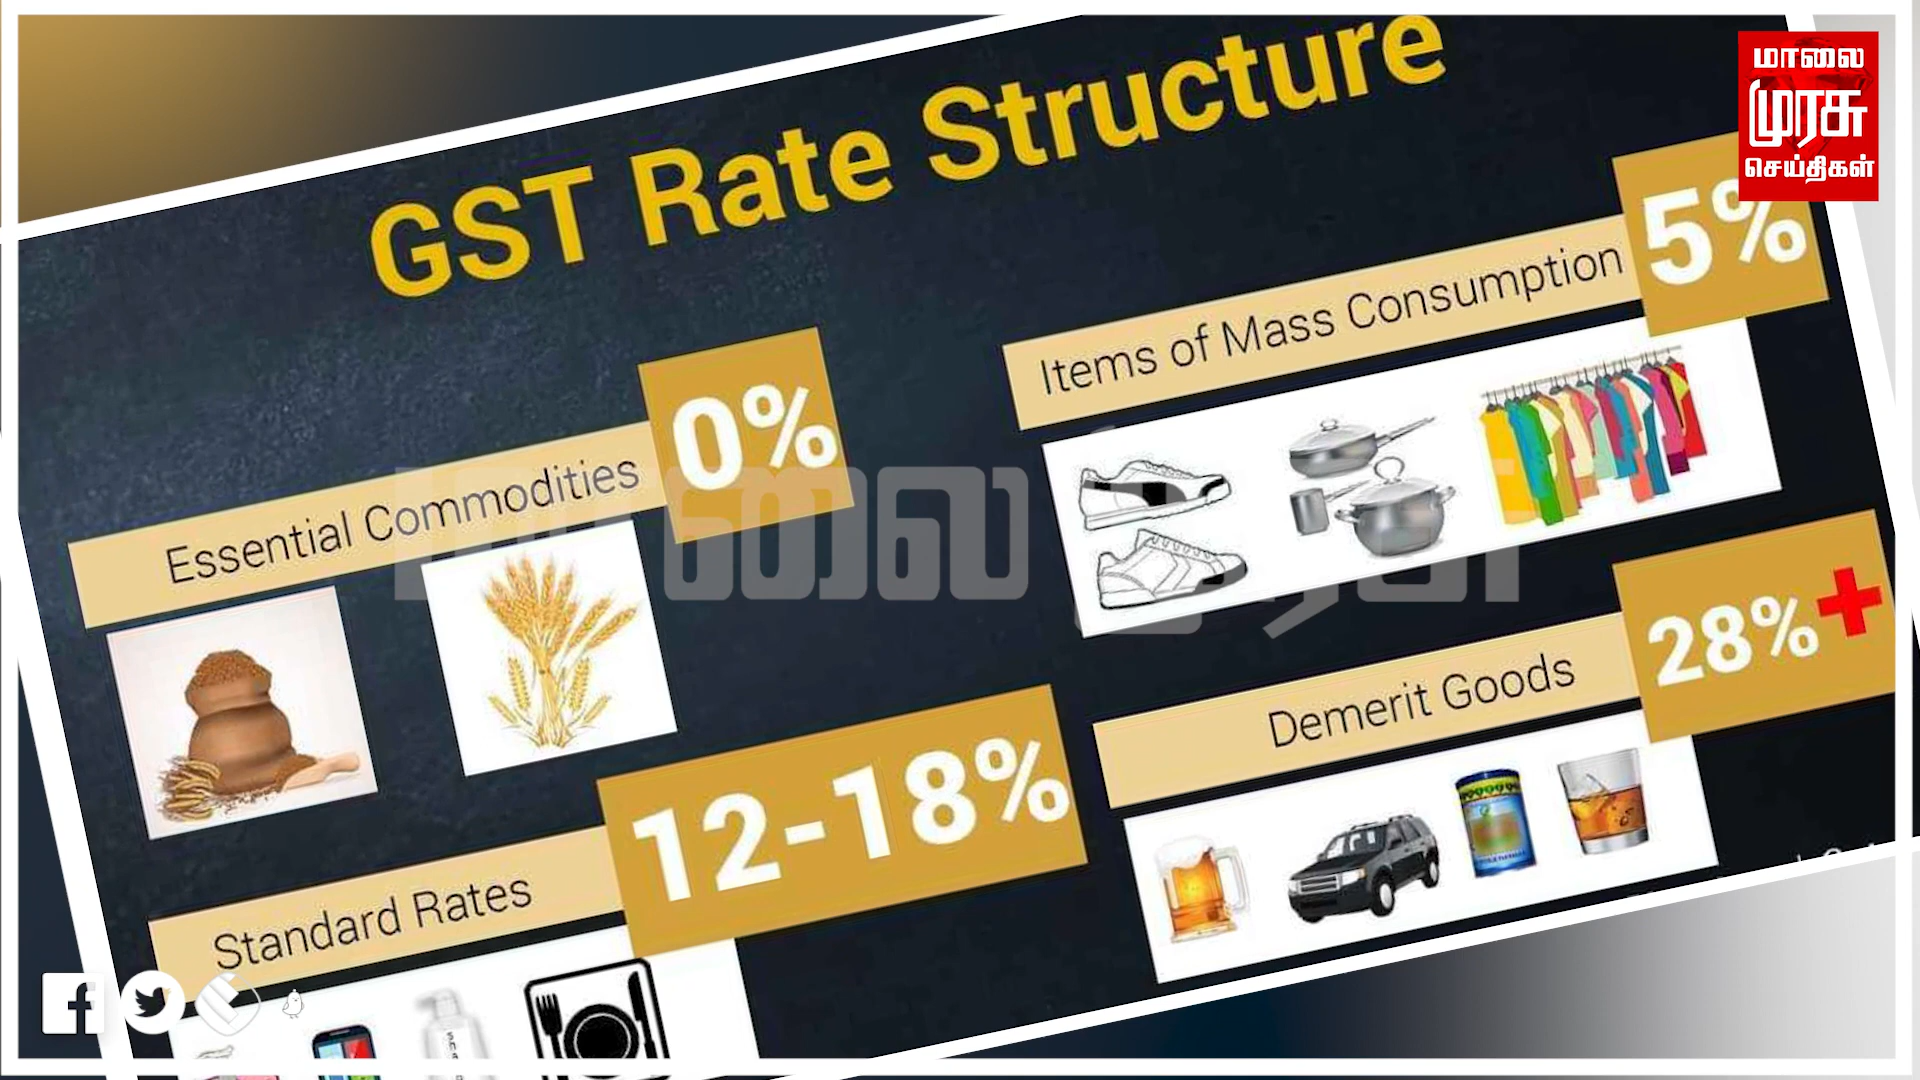 GST Rate Structure
மாலை
முரசு
செய்திகள்
Essential Commodities 0%
Items of Mass Consumption 5%
Standard Rates 12-18%
Demerit Goods 28%+